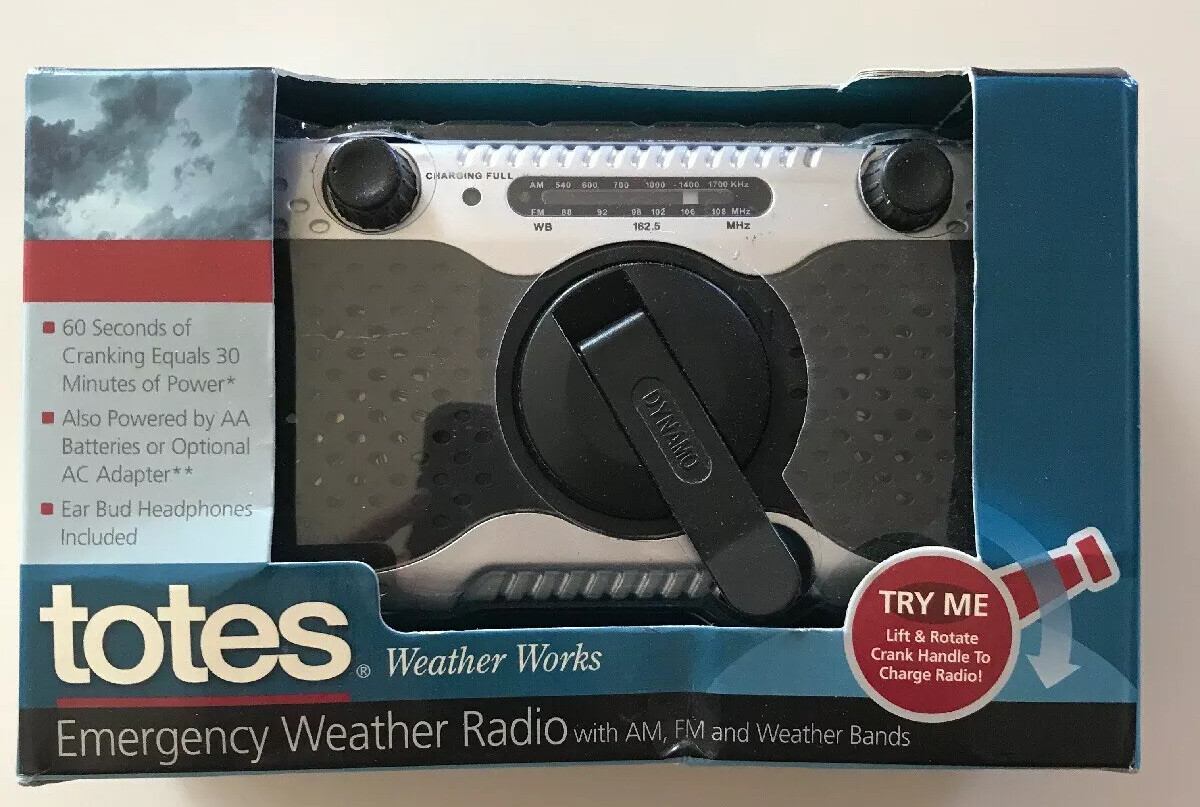 CHARGING FULL
AM 540 600 700 1000 1400 1700 KHz
FM 88 92 98 102 106 108 MHz
WB 162.5 MHz
60 Seconds of
Cranking Equals 30
Minutes of Power*
Also Powered by AA
Batteries or Optional
AC Adapter**
Ear Bud Headphones
Included
DYNAMO
TRY ME
Lift & Rotate
Crank Handle To
Charge Radio!
totes® Weather Works
Emergency Weather Radio with AM, FM and Weather Bands